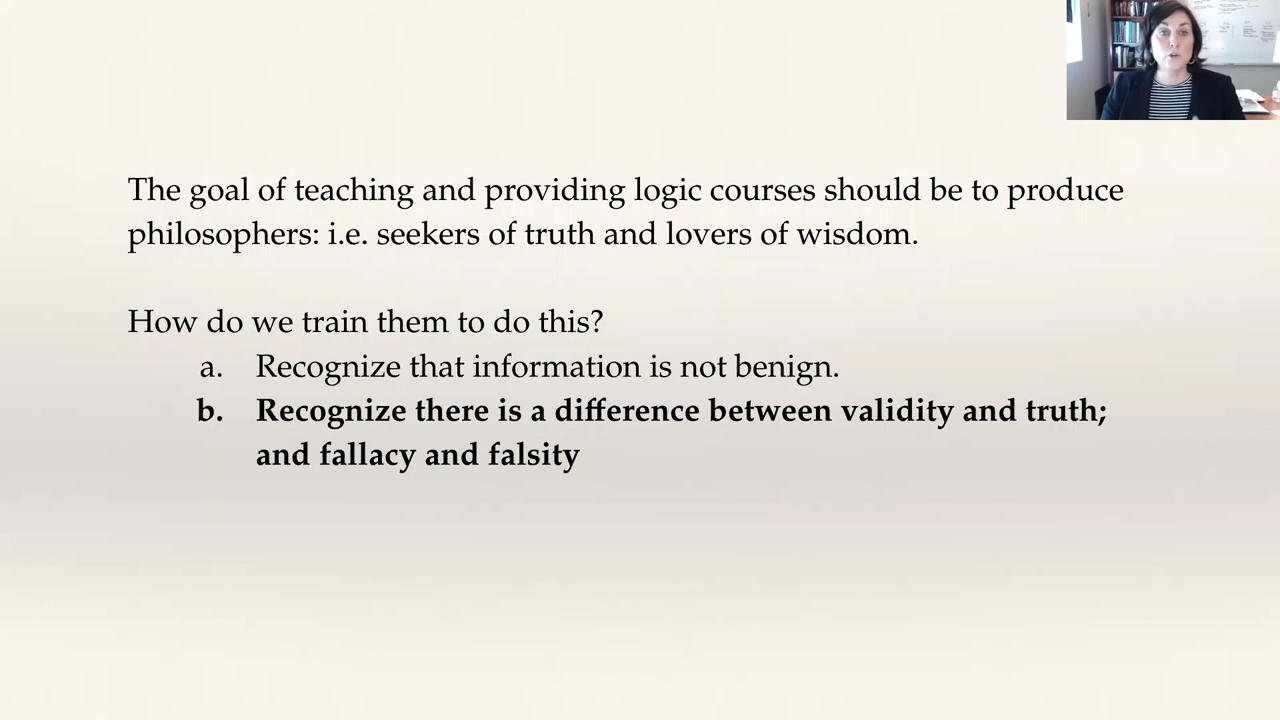 The goal of teaching and providing logic courses should be to produce
philosophers: i.e. seekers of truth and lovers of wisdom.
How do we train them to do this?
a. Recognize that information is not benign.
b. Recognize there is a difference between validity and truth;
and fallacy and falsity